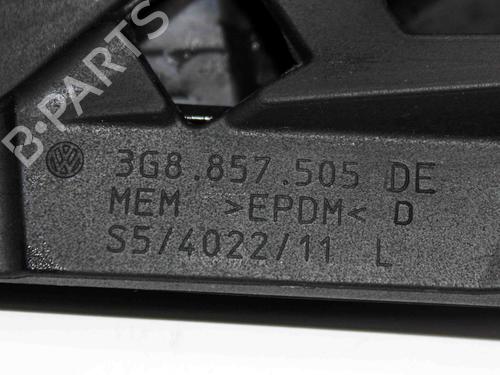 B-PARTS
3G8.857.505 DE
MEM >EPDM< D
S5/4022/11 L